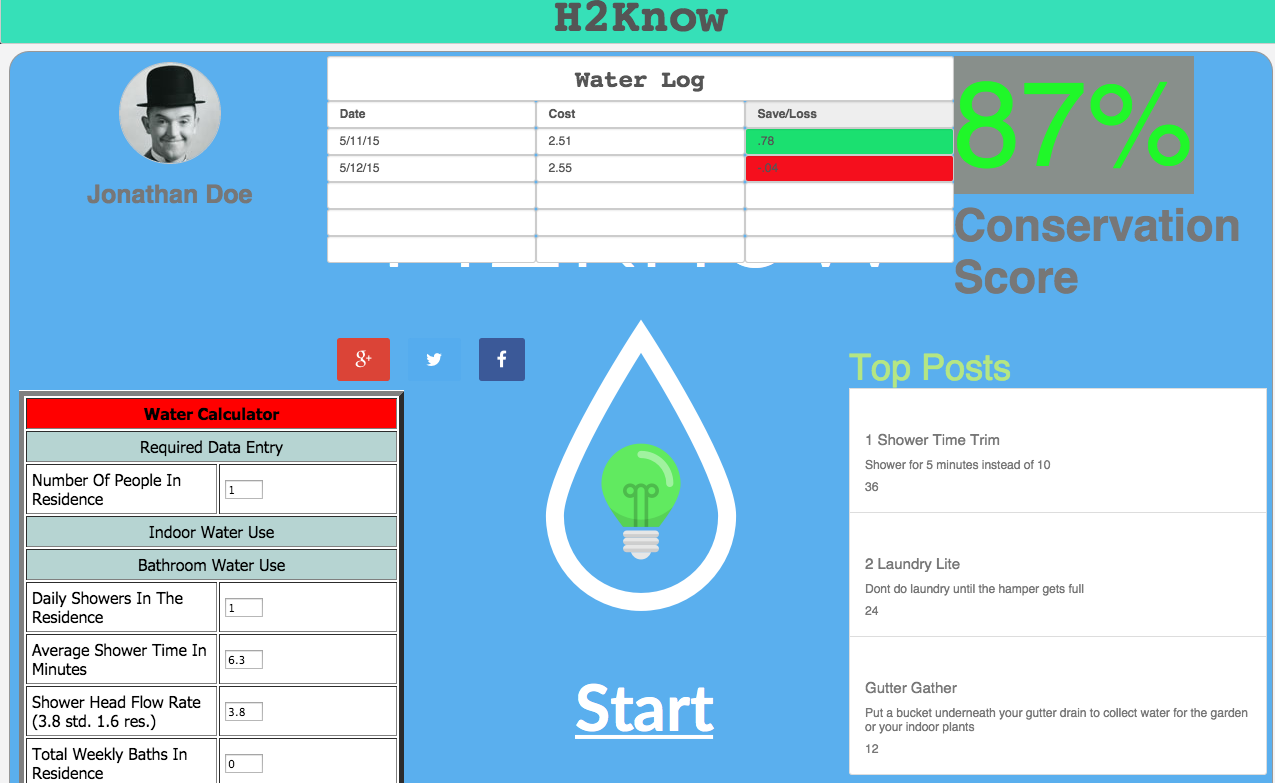 H2Know
Jonathan Doe
Water Log
Date Cost Save/Loss
5/11/15 2.51 .78
5/12/15 2.55
87%
Conservation
Score
g+
f
Top Posts
1 Shower Time Trim
Shower for 5 minutes instead of 10
36
2 Laundry Lite
Dont do laundry until the hamper gets full
24
Gutter Gather
Put a bucket underneath your gutter drain to collect water for the garden
or your indoor plants
12
Water Calculator
Required Data Entry
Number Of People In
Residence
1
Indoor Water Use
Bathroom Water Use
Daily Showers In The
Residence
1
Average Shower Time In
Minutes
6.3
Shower Head Flow Rate
(3.8 std. 1.6 res.)
3.8
Total Weekly Baths In
Residence
0
Start